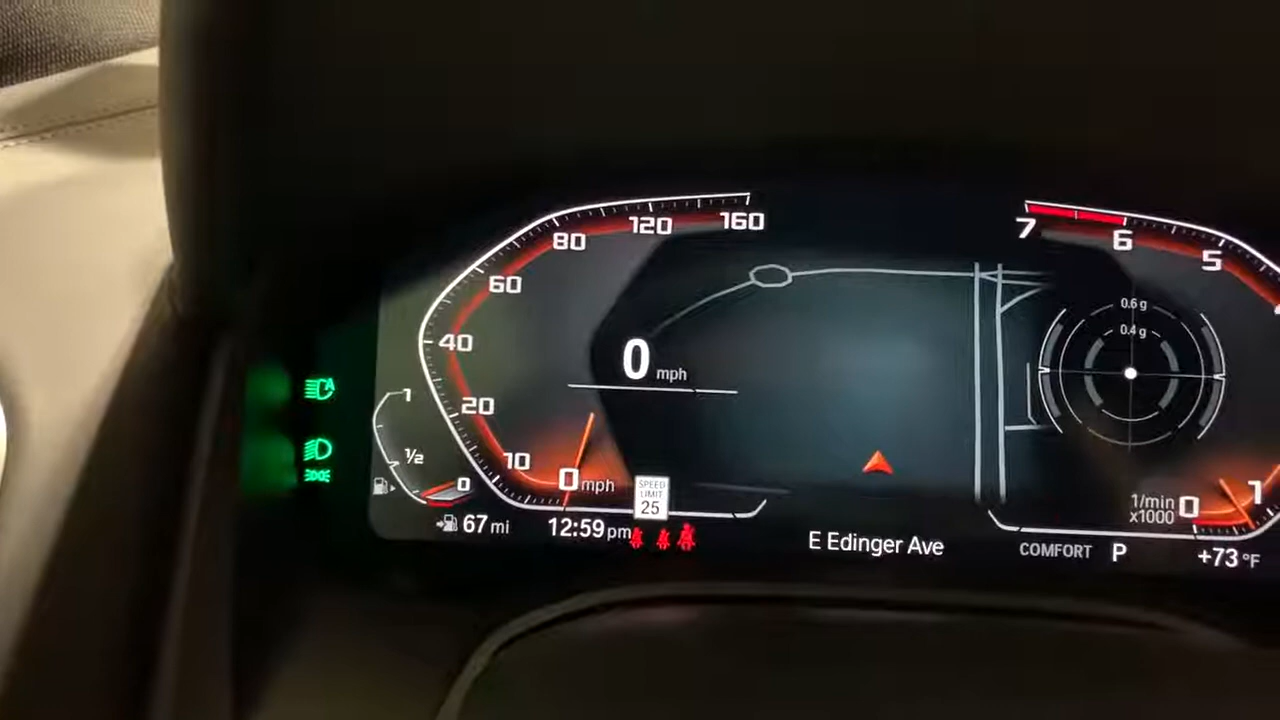 160
120
80
60
40
20
10
0 mph
0 mph
SPEED
LIMIT
25
1
1/2
0
67 mi
12:59 pm
E Edinger Ave
7
6
5
1
0
1/min
x1000
0.6 g
0.4 g
COMFORT P
+73 °F
A